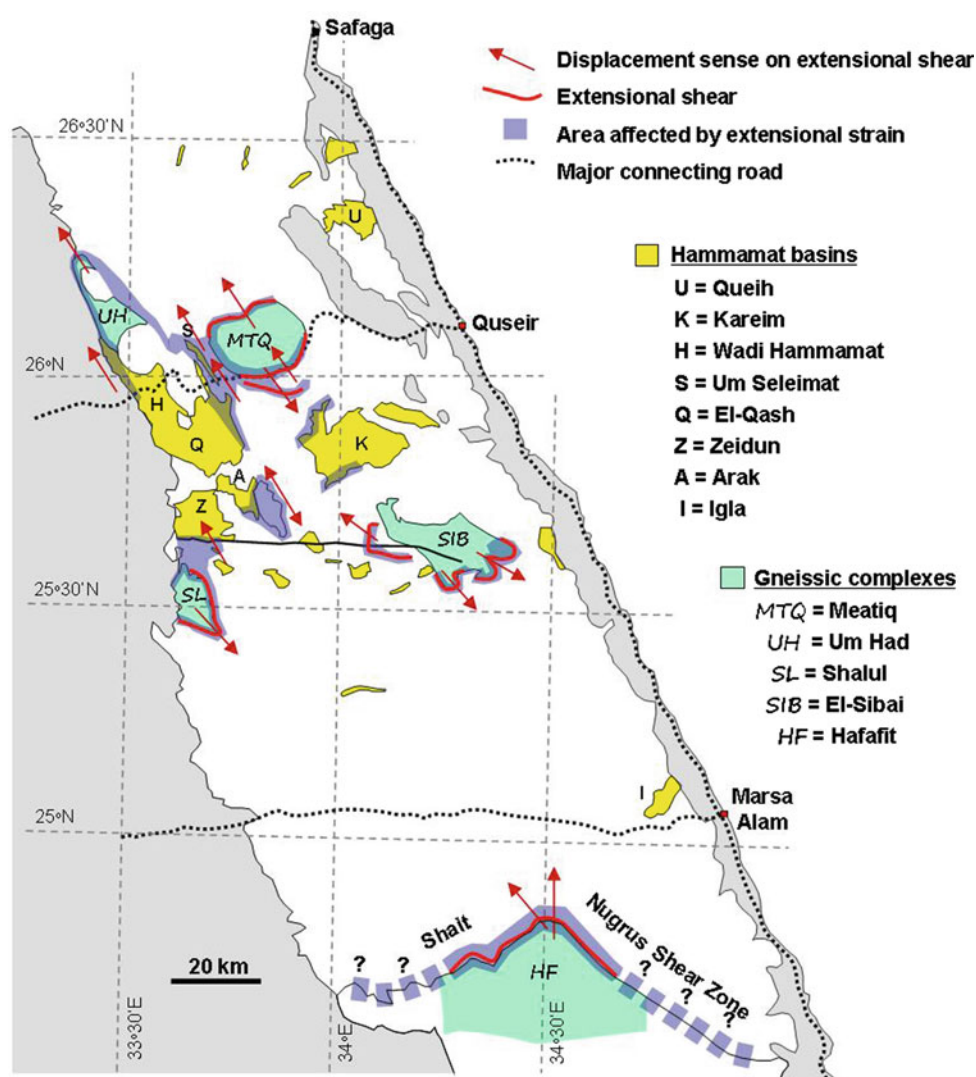 Safaga
Displacement sense on extensional shear
Extensional shear
Area affected by extensional strain
Major connecting road
26°30'N
U
Hammamat basins
U = Queih
K = Kareim
H = Wadi Hammamat
S = Um Seleimat
Q = El-Qash
Z = Zeidun
A = Arak
I = Igla
UH
S
MTQ
Quseir
26°N
H
Q
K
A
Z
SIB
Gneissic complexes
MTQ = Meatiq
UH = Um Had
SL = Shalul
SIB = El-Sibai
HF = Hafafit
25°30'N
SL
I
Marsa
Alam
25°N
Shait
Nugrus Shear Zone
? ?
? ? ? ?
HF
20 km
33°30'E
34°E
34°30'E